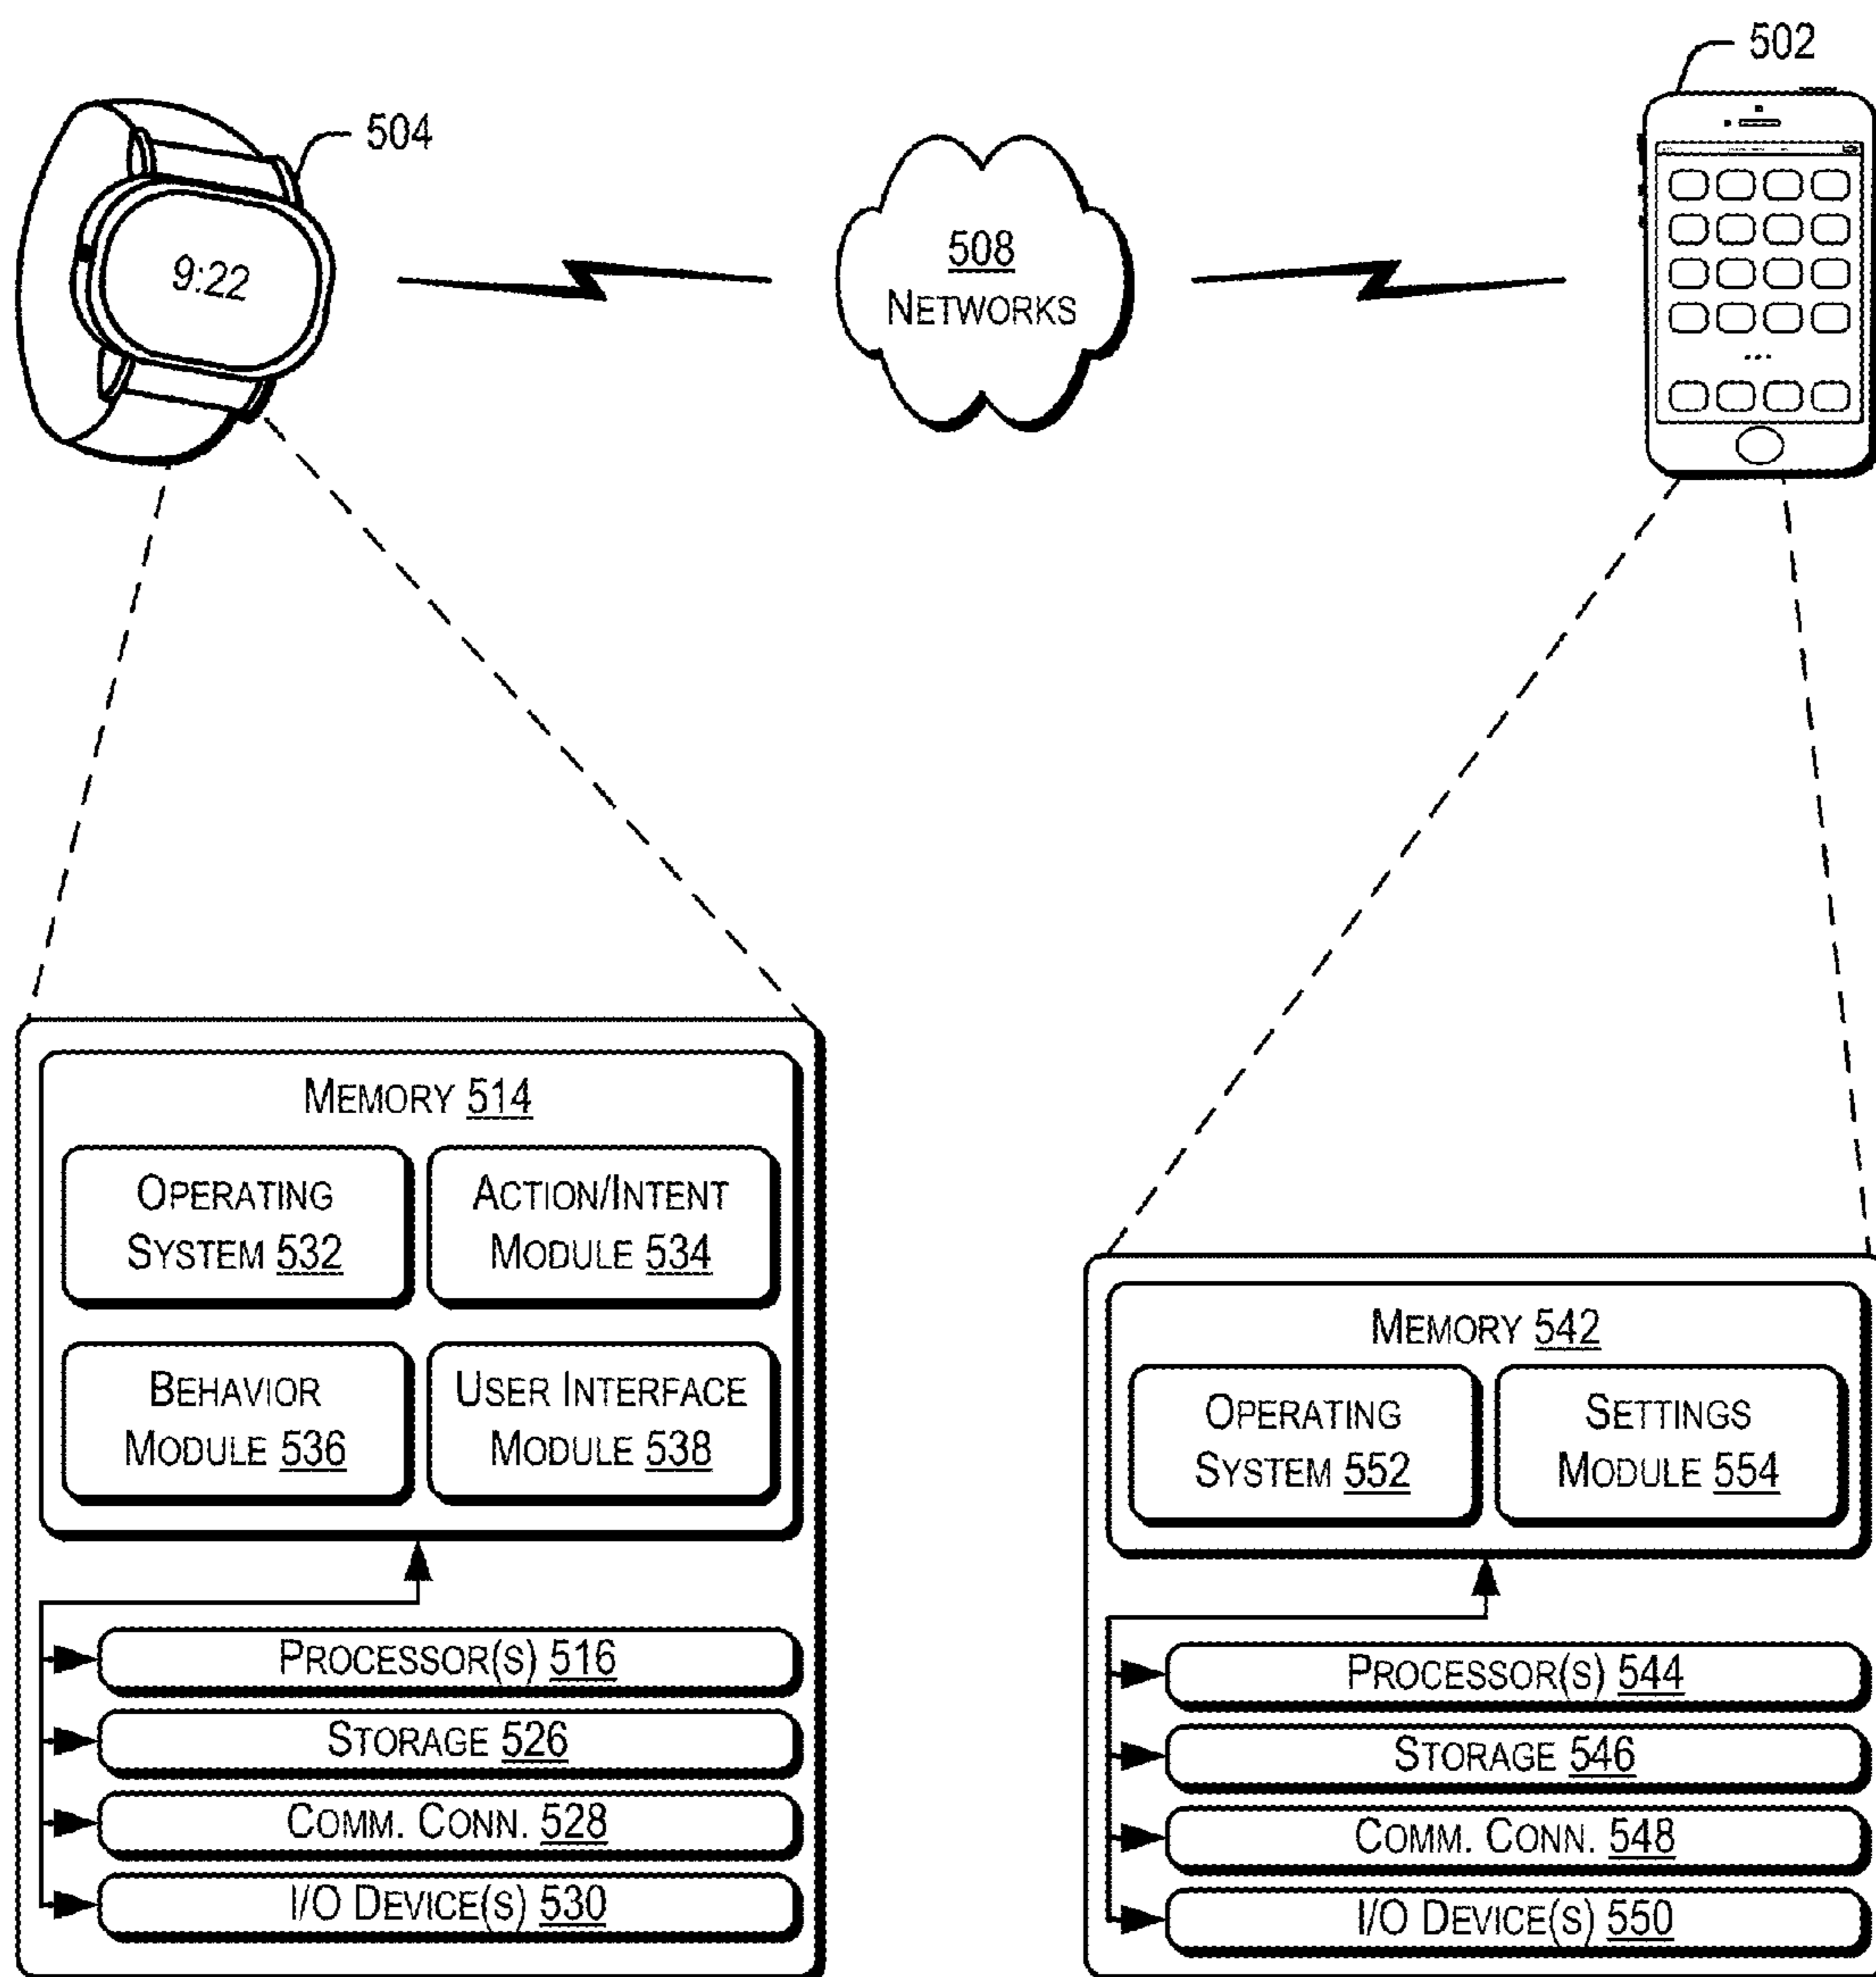 502
504
9:22
508
NETWORKS
...
MEMORY 514
OPERATING
SYSTEM 532
ACTION/INTENT
MODULE 534
BEHAVIOR
MODULE 536
USER INTERFACE
MODULE 538
PROCESSOR(S) 516
STORAGE 526
COMM. CONN. 528
I/O DEVICE(S) 530
MEMORY 542
OPERATING
SYSTEM 552
SETTINGS
MODULE 554
PROCESSOR(S) 544
STORAGE 546
COMM. CONN. 548
I/O DEVICE(S) 550